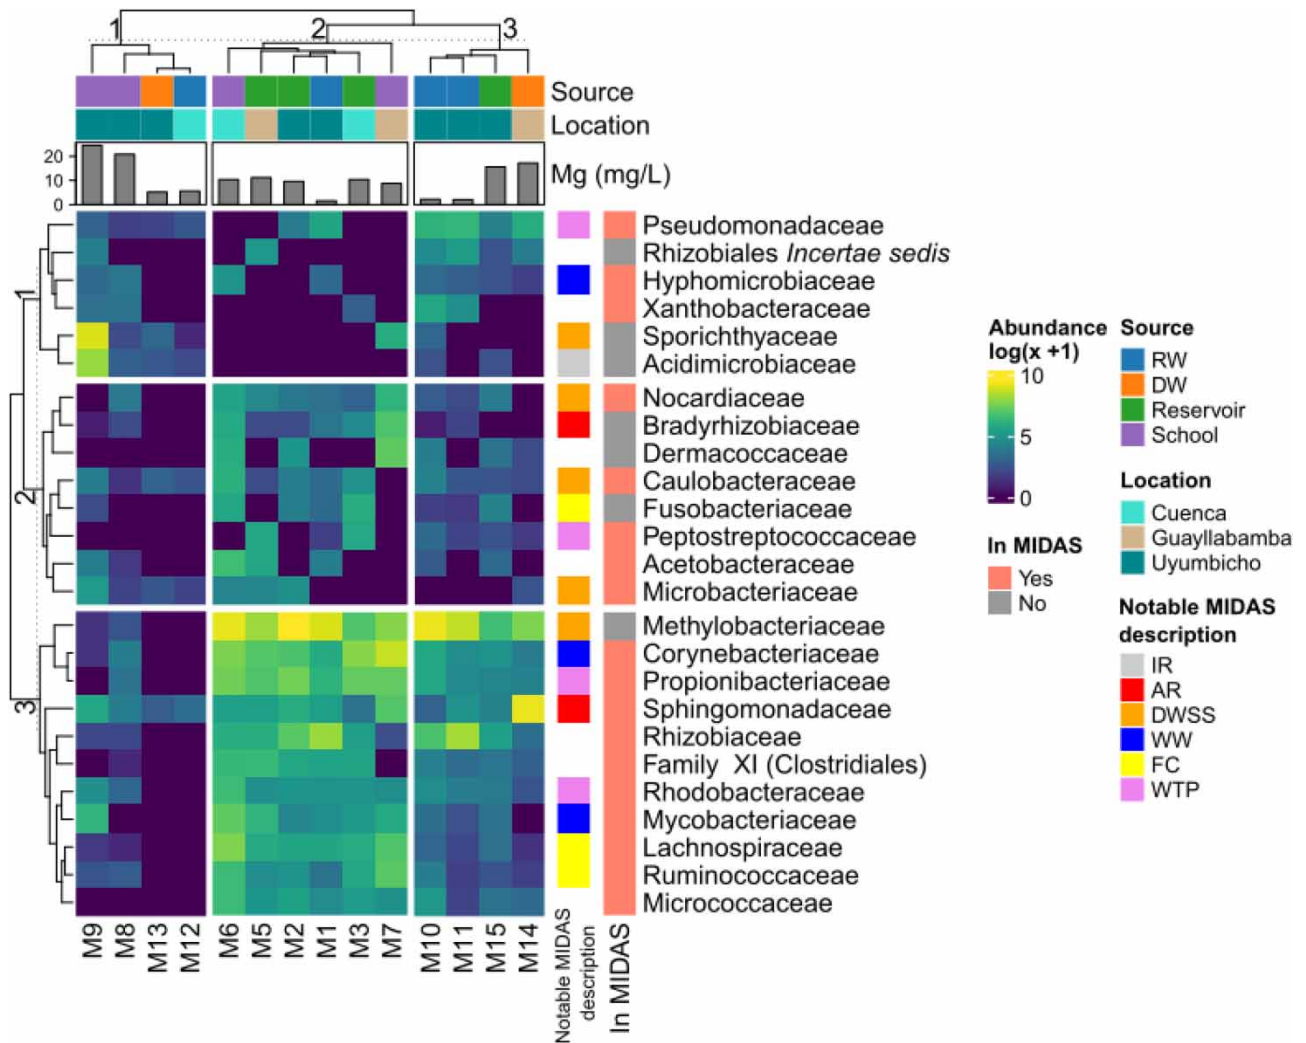 1
2
3
Source
Location
20
10
0
Mg (mg/L)
1
2
3
Pseudomonadaceae
Rhizobiales Incertae sedis
Hyphomicrobiaceae
Xanthobacteraceae
Sporichthyaceae
Acidimicrobiaceae
Nocardiaceae
Bradyrhizobiaceae
Dermacoccaceae
Caulobacteraceae
Fusobacteriaceae
Peptostreptococcaceae
Acetobacteraceae
Microbacteriaceae
Methylobacteriaceae
Corynebacteriaceae
Propionibacteriaceae
Sphingomonadaceae
Rhizobiaceae
Family XI (Clostridiales)
Rhodobacteraceae
Mycobacteriaceae
Lachnospiraceae
Ruminococcaceae
Micrococcaceae
M9
M8
M13
M12
M6
M5
M2
M1
M3
M7
M10
M11
M15
M14
Notable MIDAS
description
In MIDAS
Abundance
log(x +1)
10
5
0
In MIDAS
Yes
No
Source
RW
DW
Reservoir
School
Location
Cuenca
Guayllabamba
Uyumbicho
Notable MIDAS
description
IR
AR
DWSS
WW
FC
WTP